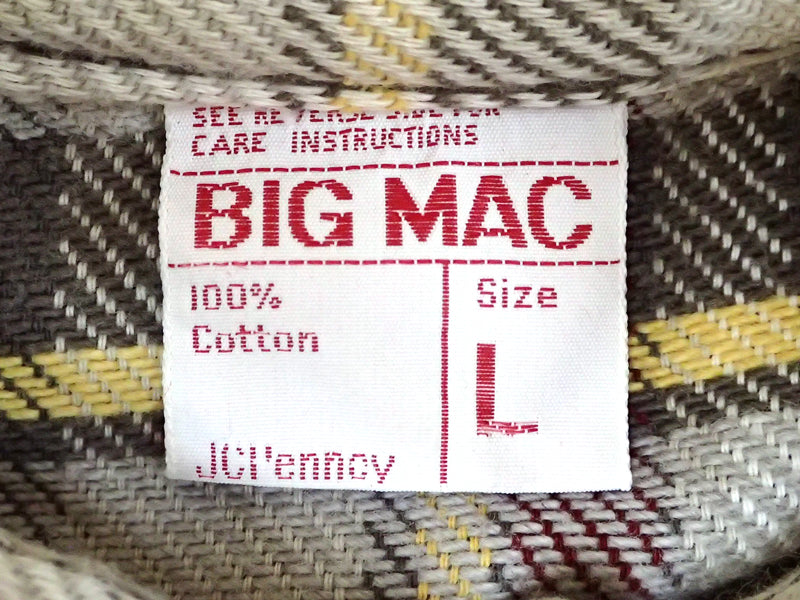 SEE REVERSE SIDE FOR
CARE INSTRUCTIONS
BIG MAC
100%
Cotton
Size
L
JCPenney